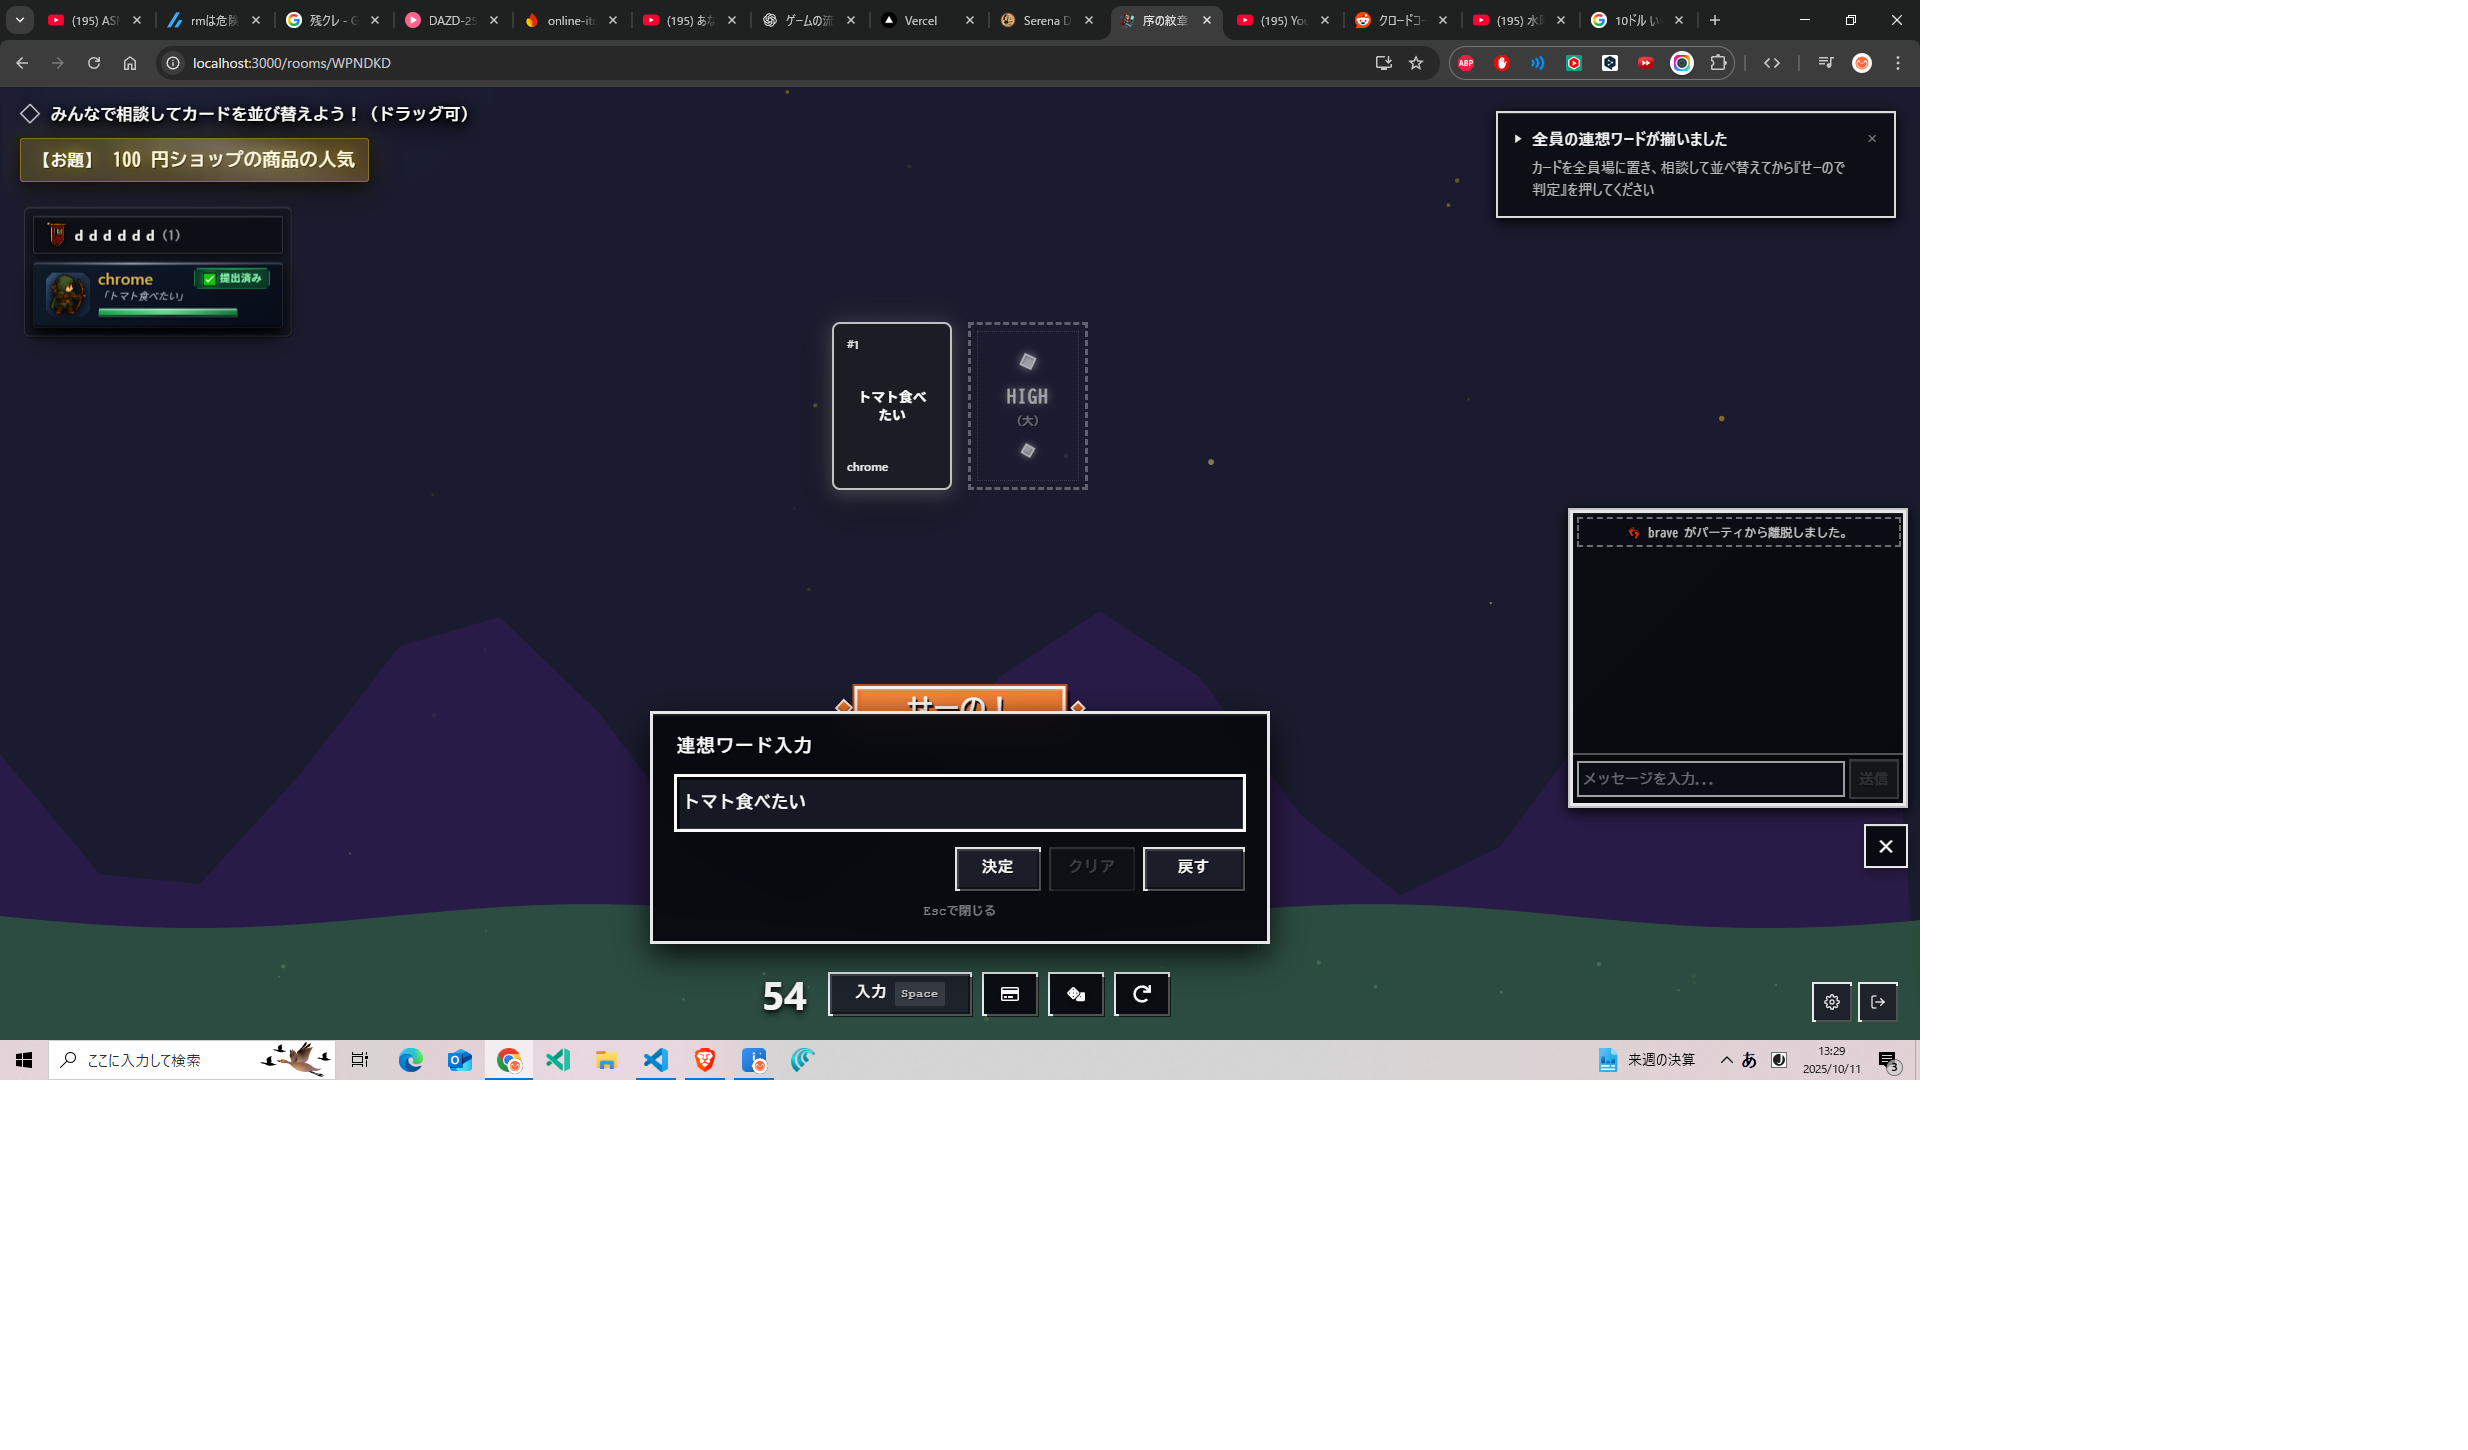 (195) AS
rmは危険
残クレ - G
DAZD-25
online-ito
(195) あな
ゲームの流
Vercel
Serena D
序の紋章
(195) You
クロードコー
(195) 水
10ドル い
localhost:3000/rooms/WPNDKD
ABP
みんなで相談してカードを並び替えよう！（ドラッグ可）
【お題】 100 円ショップの商品の人気
d d d d d d (1)
chrome
提出済み
「トマト食べたい」
全員の連想ワードが揃いました
カードを全員場に置き、相談して並べ替えてから『せーので
判定』を押してください
#1
トマト食べ
たい
chrome
HIGH
(大)
brave がパーティから離脱しました。
メッセージを入力...
送信
せーの！
連想ワード入力
トマト食べたい
決定
クリア
戻す
Escで閉じる
54
入力 Space
ここに入力して検索
来週の決算
あ
13:29
2025/10/11
3